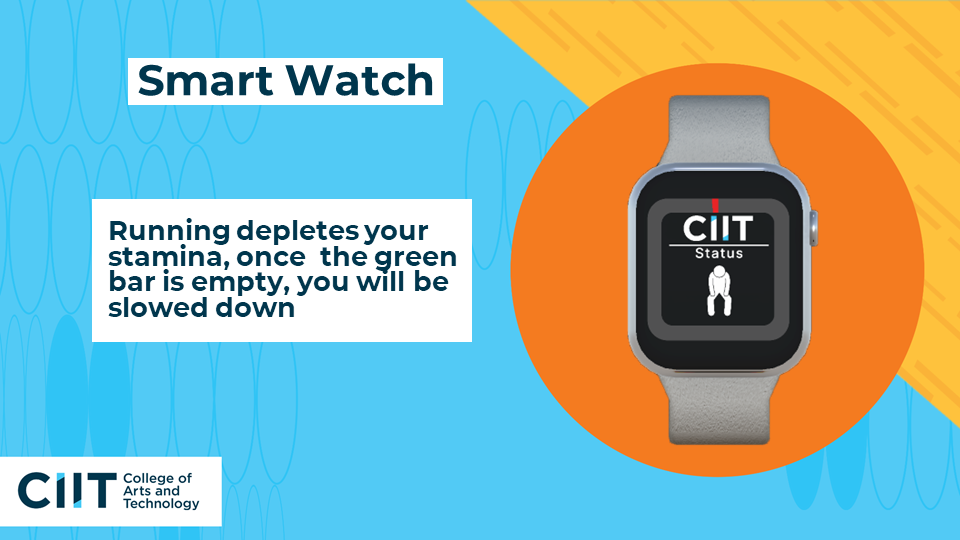 Smart Watch
Running depletes your
stamina, once  the green
bar is empty, you will be
slowed down
CIIT
Status
CIIT
College of
Arts and
Technology